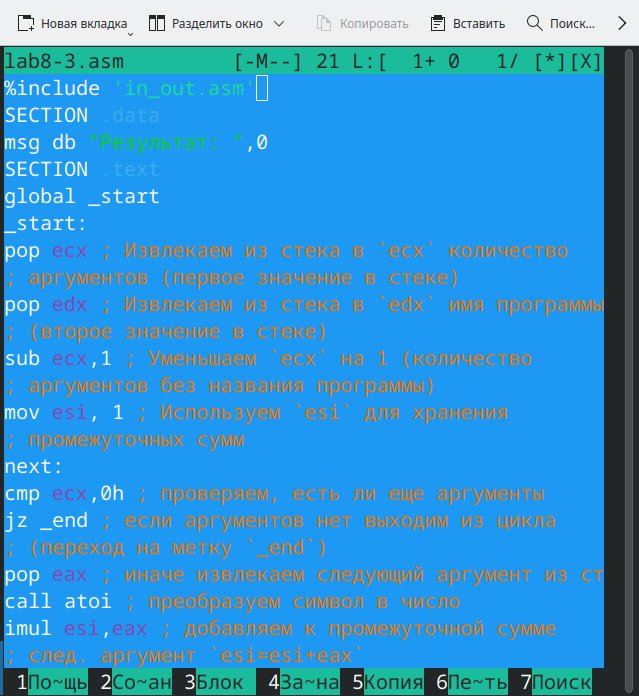 Новая вкладка Разделить окно Копировать Вставить Поиск...
lab8-3.asm [-M--] 21 L:[ 1+ 0 1/ [*][X]
%include 'in_out.asm'
SECTION .data
msg db "Результат: ",0
SECTION .text
global _start
_start:
pop ecx ; Извлекаем из стека в `ecx` количество
; аргументов (первое значение в стеке)
pop edx ; Извлекаем из стека в `edx` имя программы
; (второе значение в стеке)
sub ecx,1 ; Уменьшаем `ecx` на 1 (количество
; аргументов без названия программы)
mov esi, 1 ; Используем `esi` для хранения
; промежуточных сумм
next:
cmp ecx,0h ; проверяем, есть ли еще аргументы
jz _end ; если аргументов нет выходим из цикла
; (переход на метку `_end`)
pop eax ; иначе извлекаем следующий аргумент из ст
call atoi ; преобразуем символ в число
imul esi,eax ; добавляем к промежуточной сумме
; след. аргумент `esi=esi+eax`
1По~щь 2Со~ан 3Блок 4За~на 5Копия 6Пе~ть 7Поиск